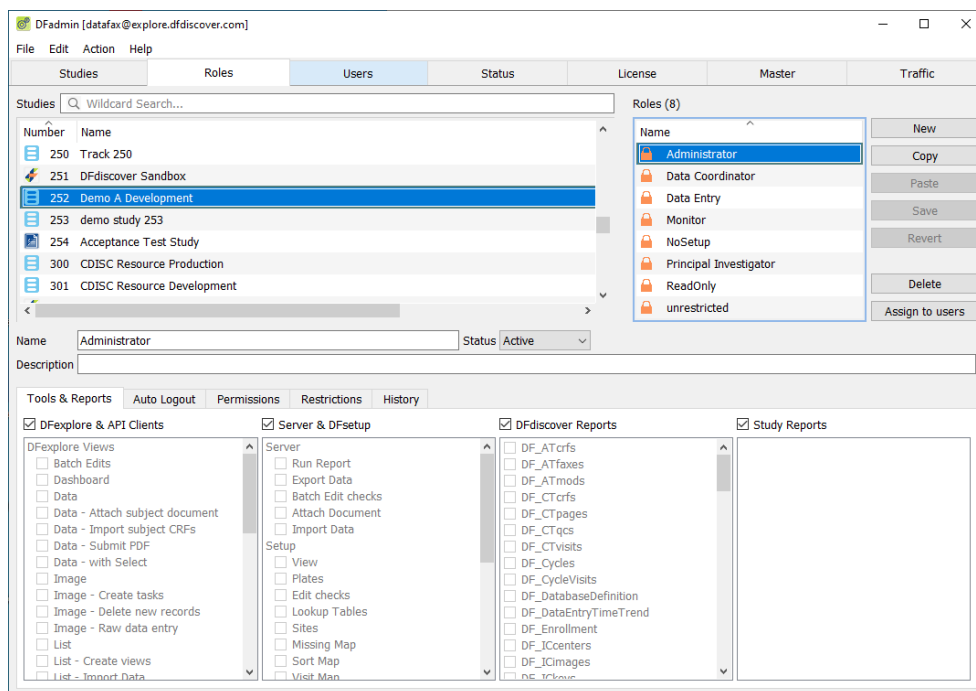 DFadmin [datafax@explore.dfdiscover.com]
File Edit Action Help
Studies Roles Users Status License Master Traffic
Studies Wildcard Search...
Number Name
250 Track 250
251 DFdiscover Sandbox
252 Demo A Development
253 demo study 253
254 Acceptance Test Study
300 CDISC Resource Production
301 CDISC Resource Development
Roles (8)
Name
Administrator
Data Coordinator
Data Entry
Monitor
NoSetup
Principal Investigator
ReadOnly
unrestricted
New
Copy
Paste
Save
Revert
Delete
Assign to users
Name Administrator Status Active
Description
Tools & Reports Auto Logout Permissions Restrictions History
DFexplore & API Clients
DFexplore Views
Batch Edits
Dashboard
Data
Data - Attach subject document
Data - Import subject CRFs
Data - Submit PDF
Data - with Select
Image
Image - Create tasks
Image - Delete new records
Image - Raw data entry
List
List - Create views
List - Import Data
Server & DFsetup
Server
Run Report
Export Data
Batch Edit checks
Attach Document
Import Data
Setup
View
Plates
Edit checks
Lookup Tables
Sites
Missing Map
Sort Map
Visit Map
DFdiscover Reports
DF_ATcrfs
DF_ATfaxes
DF_ATmods
DF_CTcrfs
DF_CTpages
DF_CTqcs
DF_CTvisits
DF_Cycles
DF_CycleVisits
DF_DatabaseDefinition
DF_DataEntryTimeTrend
DF_Enrollment
DF_ICcenters
DF_ICimages
DF_ICkeys
Study Reports